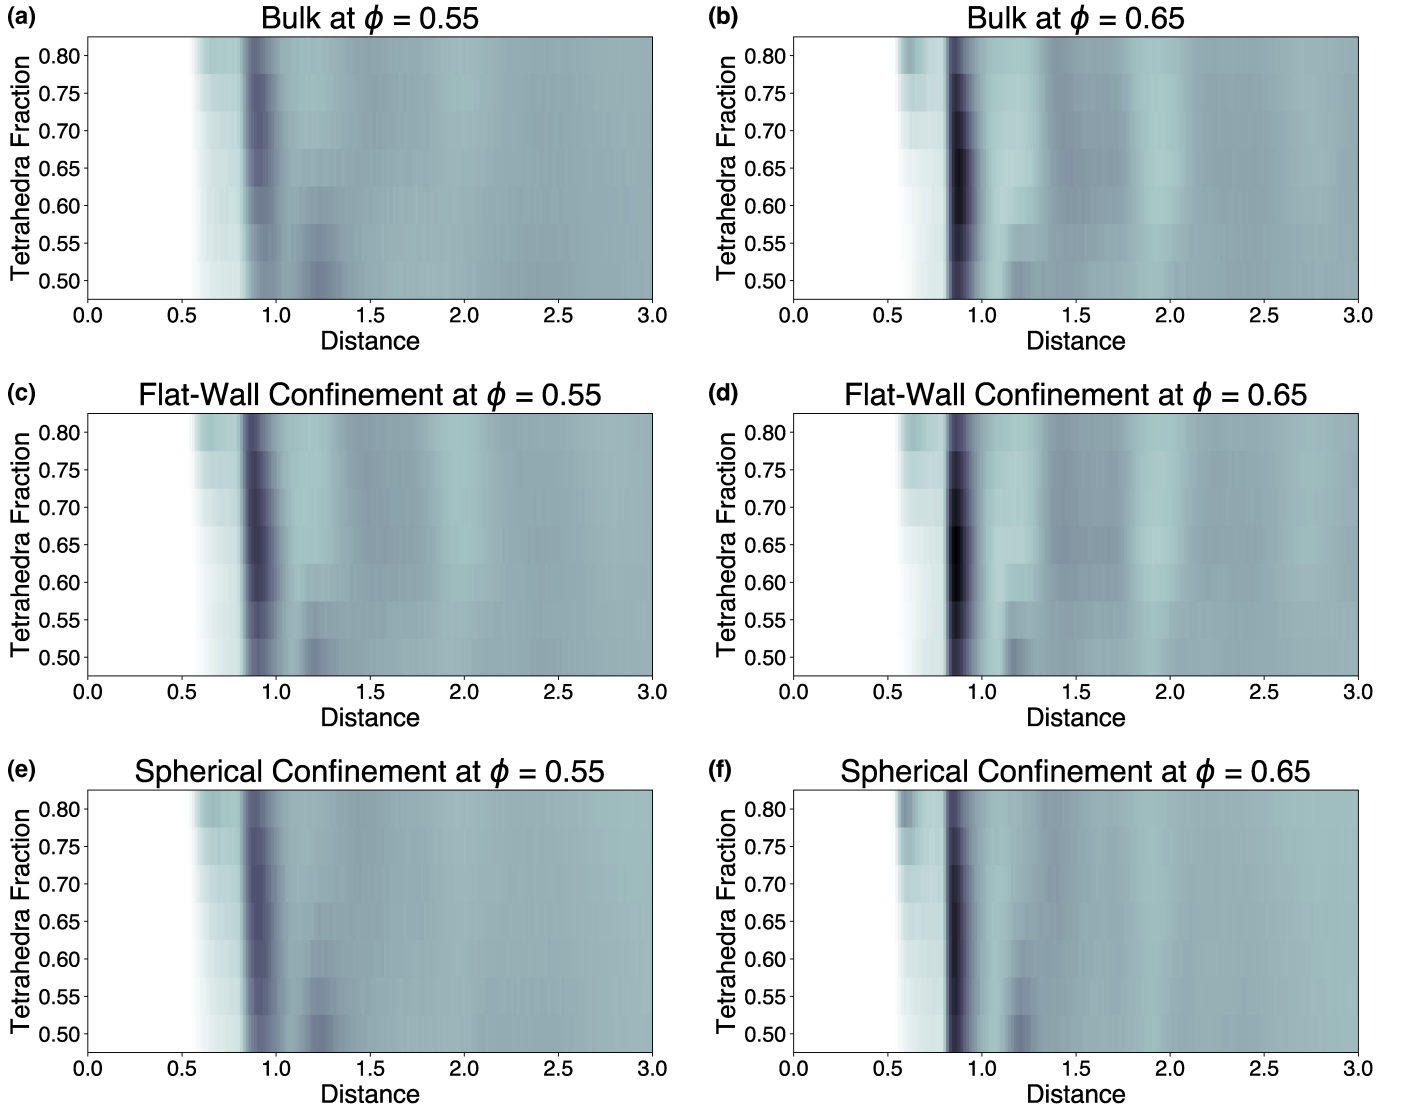 (a) Bulk at ϕ = 0.55
Tetrahedra Fraction
0.80
0.75
0.70
0.65
0.60
0.55
0.50
0.0 0.5 1.0 1.5 2.0 2.5 3.0
Distance
(b) Bulk at ϕ = 0.65
Tetrahedra Fraction
0.80
0.75
0.70
0.65
0.60
0.55
0.50
0.0 0.5 1.0 1.5 2.0 2.5 3.0
Distance
(c) Flat-Wall Confinement at ϕ = 0.55
Tetrahedra Fraction
0.80
0.75
0.70
0.65
0.60
0.55
0.50
0.0 0.5 1.0 1.5 2.0 2.5 3.0
Distance
(d) Flat-Wall Confinement at ϕ = 0.65
Tetrahedra Fraction
0.80
0.75
0.70
0.65
0.60
0.55
0.50
0.0 0.5 1.0 1.5 2.0 2.5 3.0
Distance
(e) Spherical Confinement at ϕ = 0.55
Tetrahedra Fraction
0.80
0.75
0.70
0.65
0.60
0.55
0.50
0.0 0.5 1.0 1.5 2.0 2.5 3.0
Distance
(f) Spherical Confinement at ϕ = 0.65
Tetrahedra Fraction
0.80
0.75
0.70
0.65
0.60
0.55
0.50
0.0 0.5 1.0 1.5 2.0 2.5 3.0
Distance